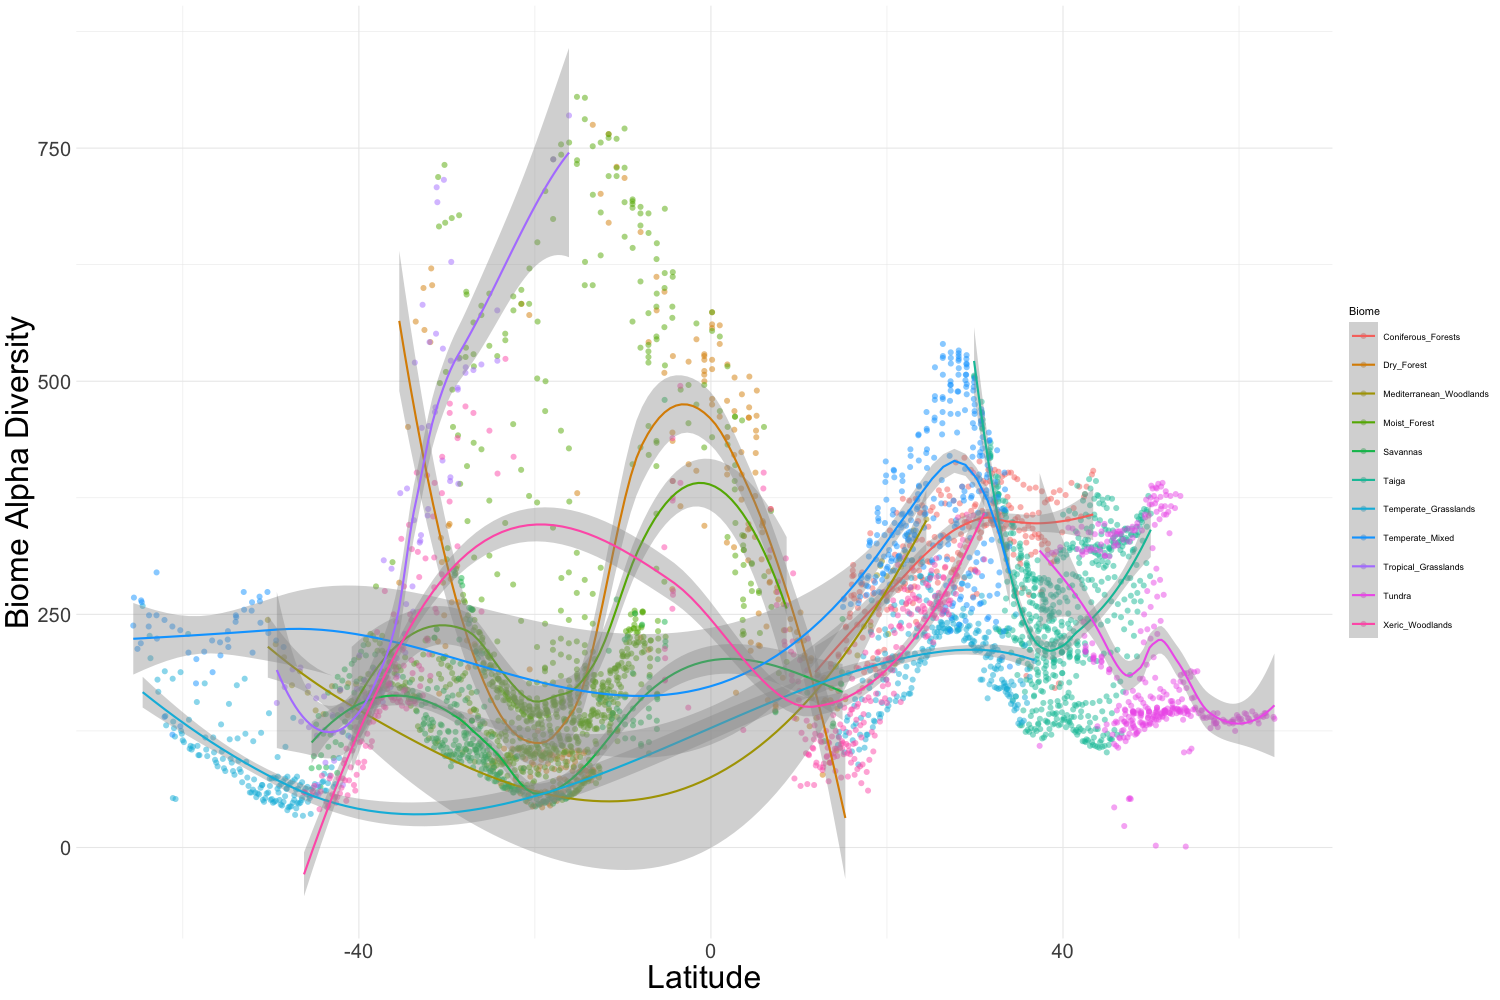 Biome Alpha Diversity
750
500
250
0
-40
0
40
Latitude
Biome
Coniferous_Forests
Dry_Forest
Mediterranean_Woodlands
Moist_Forest
Savannas
Taiga
Temperate_Grasslands
Temperate_Mixed
Tropical_Grasslands
Tundra
Xeric_Woodlands